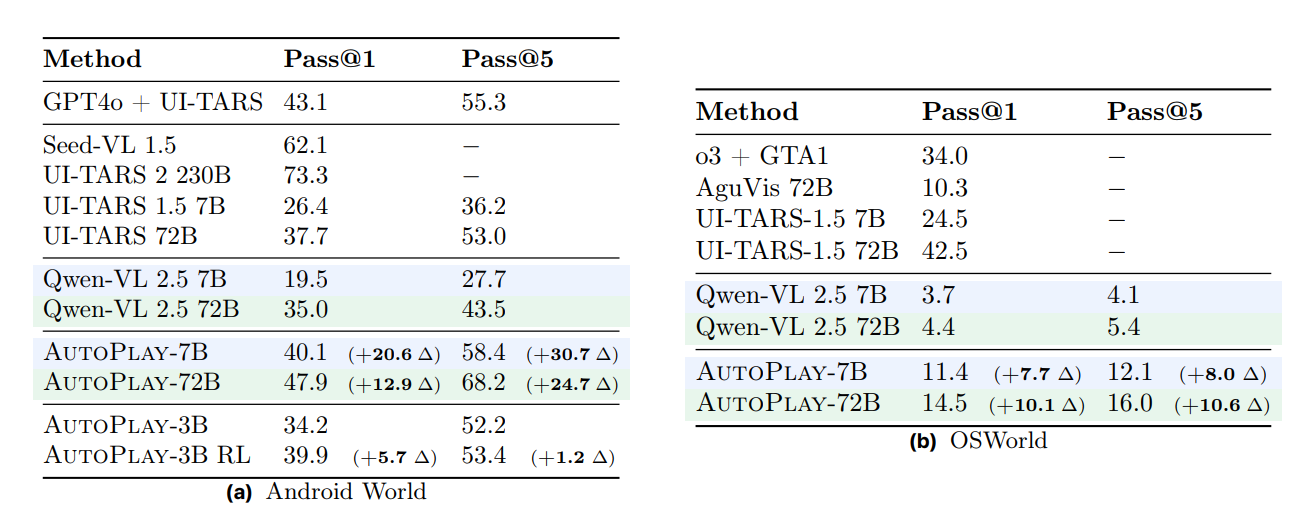 Method Pass@1 Pass@5
GPT4o + UI-TARS 43.1 55.3
Seed-VL 1.5 62.1 –
UI-TARS 2 230B 73.3 –
UI-TARS 1.5 7B 26.4 36.2
UI-TARS 72B 37.7 53.0
Qwen-VL 2.5 7B 19.5 27.7
Qwen-VL 2.5 72B 35.0 43.5
AUTOPLAY-7B 40.1 (+20.6 Δ) 58.4 (+30.7 Δ)
AUTOPLAY-72B 47.9 (+12.9 Δ) 68.2 (+24.7 Δ)
AUTOPLAY-3B 34.2 52.2
AUTOPLAY-3B RL 39.9 (+5.7 Δ) 53.4 (+1.2 Δ)
(a) Android World
Method Pass@1 Pass@5
o3 + GTA1 34.0 –
AguVis 72B 10.3 –
UI-TARS-1.5 7B 24.5 –
UI-TARS-1.5 72B 42.5 –
Qwen-VL 2.5 7B 3.7 4.1
Qwen-VL 2.5 72B 4.4 5.4
AUTOPLAY-7B 11.4 (+7.7 Δ) 12.1 (+8.0 Δ)
AUTOPLAY-72B 14.5 (+10.1 Δ) 16.0 (+10.6 Δ)
(b) OSWorld